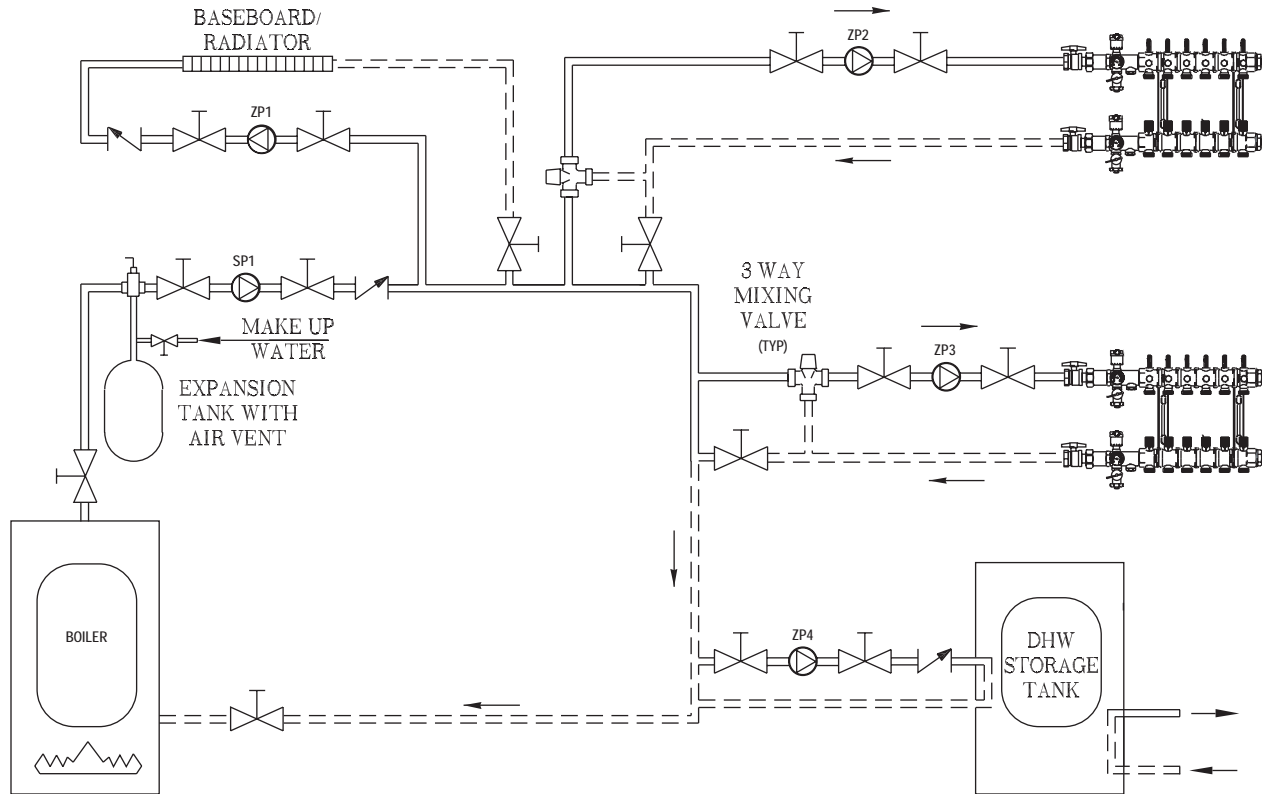 BASEBOARD/
RADIATOR
ZP2
ZP1
SP1
MAKE UP
WATER
3 WAY
MIXING
VALVE
(TYP)
ZP3
EXPANSION
TANK WITH
AIR VENT
BOILER
ZP4
DHW
STORAGE
TANK